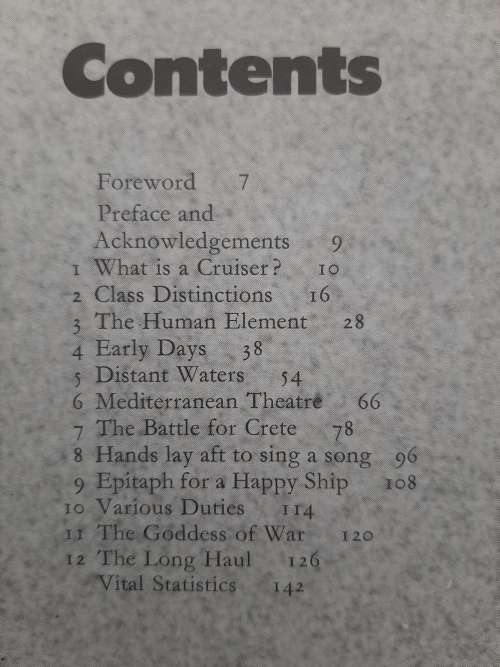 Contents
Foreword 7
Preface and
Acknowledgements 9
1 What is a Cruiser? 10
2 Class Distinctions 16
3 The Human Element 28
4 Early Days 38
5 Distant Waters 54
6 Mediterranean Theatre 66
7 The Battle for Crete 78
8 Hands lay aft to sing a song 96
9 Epitaph for a Happy Ship 108
10 Various Duties 114
11 The Goddess of War 120
12 The Long Haul 126
Vital Statistics 142